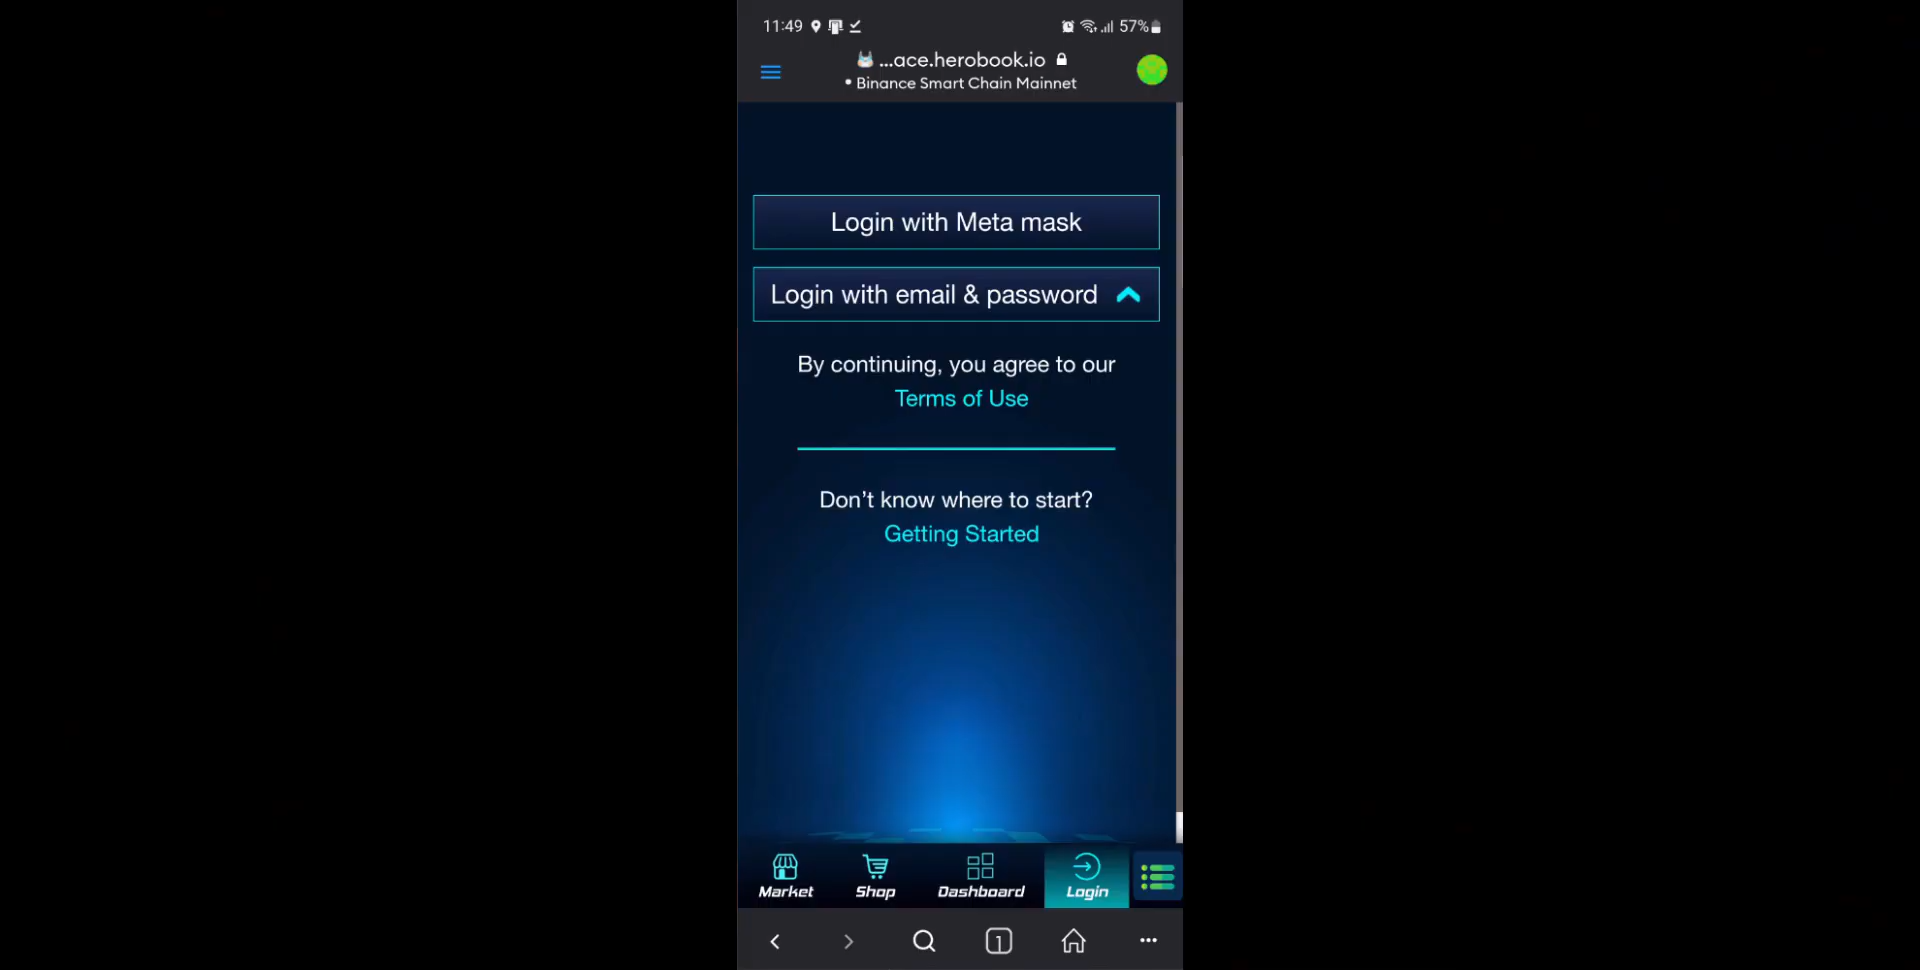 11:49 57%
...ace.herobook.io
• Binance Smart Chain Mainnet
Login with Meta mask
Login with email & password
By continuing, you agree to our
Terms of Use
Don't know where to start?
Getting Started
Market Shop Dashboard Login
1